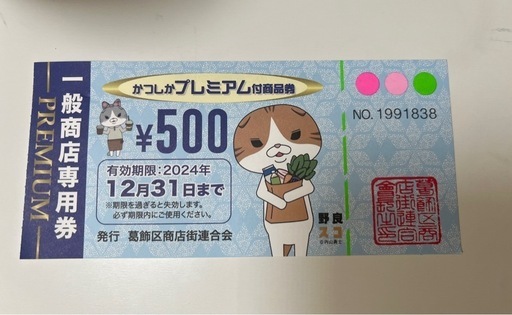 一般商店専用券
PREMIUM
かつしかプレミアム付商品券
¥500
有効期限:2024年
12月31日まで
※期限を過ぎると失効します。
必ず期限内にご使用ください。
発行 葛飾区商店街連合会
NO.1991838
野良
スコ